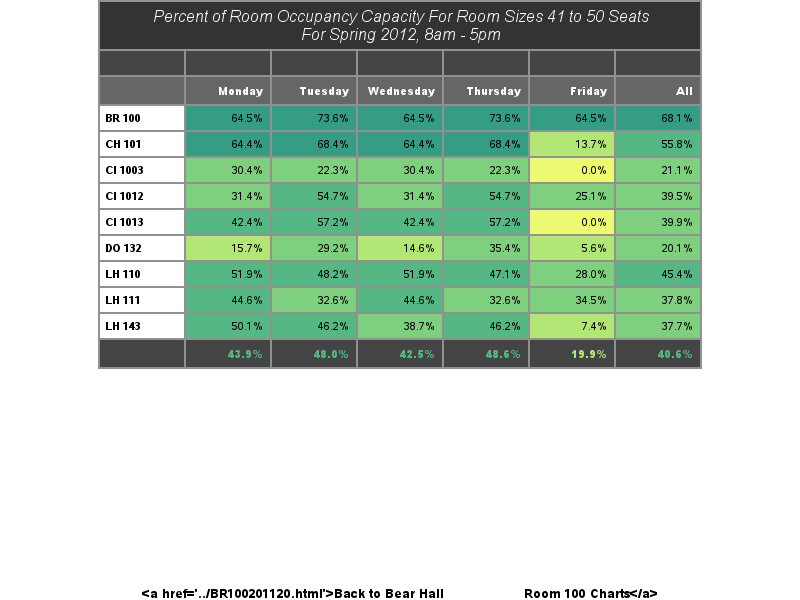 Percent of Room Occupancy Capacity For Room Sizes 41 to 50 Seats
For Spring 2012, 8am - 5pm
Monday Tuesday Wednesday Thursday Friday All
BR 100 64.5% 73.6% 64.5% 73.6% 64.5% 68.1%
CH 101 64.4% 68.4% 64.4% 68.4% 13.7% 55.8%
CI 1003 30.4% 22.3% 30.4% 22.3% 0.0% 21.1%
CI 1012 31.4% 54.7% 31.4% 54.7% 25.1% 39.5%
CI 1013 42.4% 57.2% 42.4% 57.2% 0.0% 39.9%
DO 132 15.7% 29.2% 14.6% 35.4% 5.6% 20.1%
LH 110 51.9% 48.2% 51.9% 47.1% 28.0% 45.4%
LH 111 44.6% 32.6% 44.6% 32.6% 34.5% 37.8%
LH 143 50.1% 46.2% 38.7% 46.2% 7.4% 37.7%
43.9% 48.0% 42.5% 48.6% 19.9% 40.6%
<a href='../BR100201120.html'>Back to Bear Hall Room 100 Charts</a>